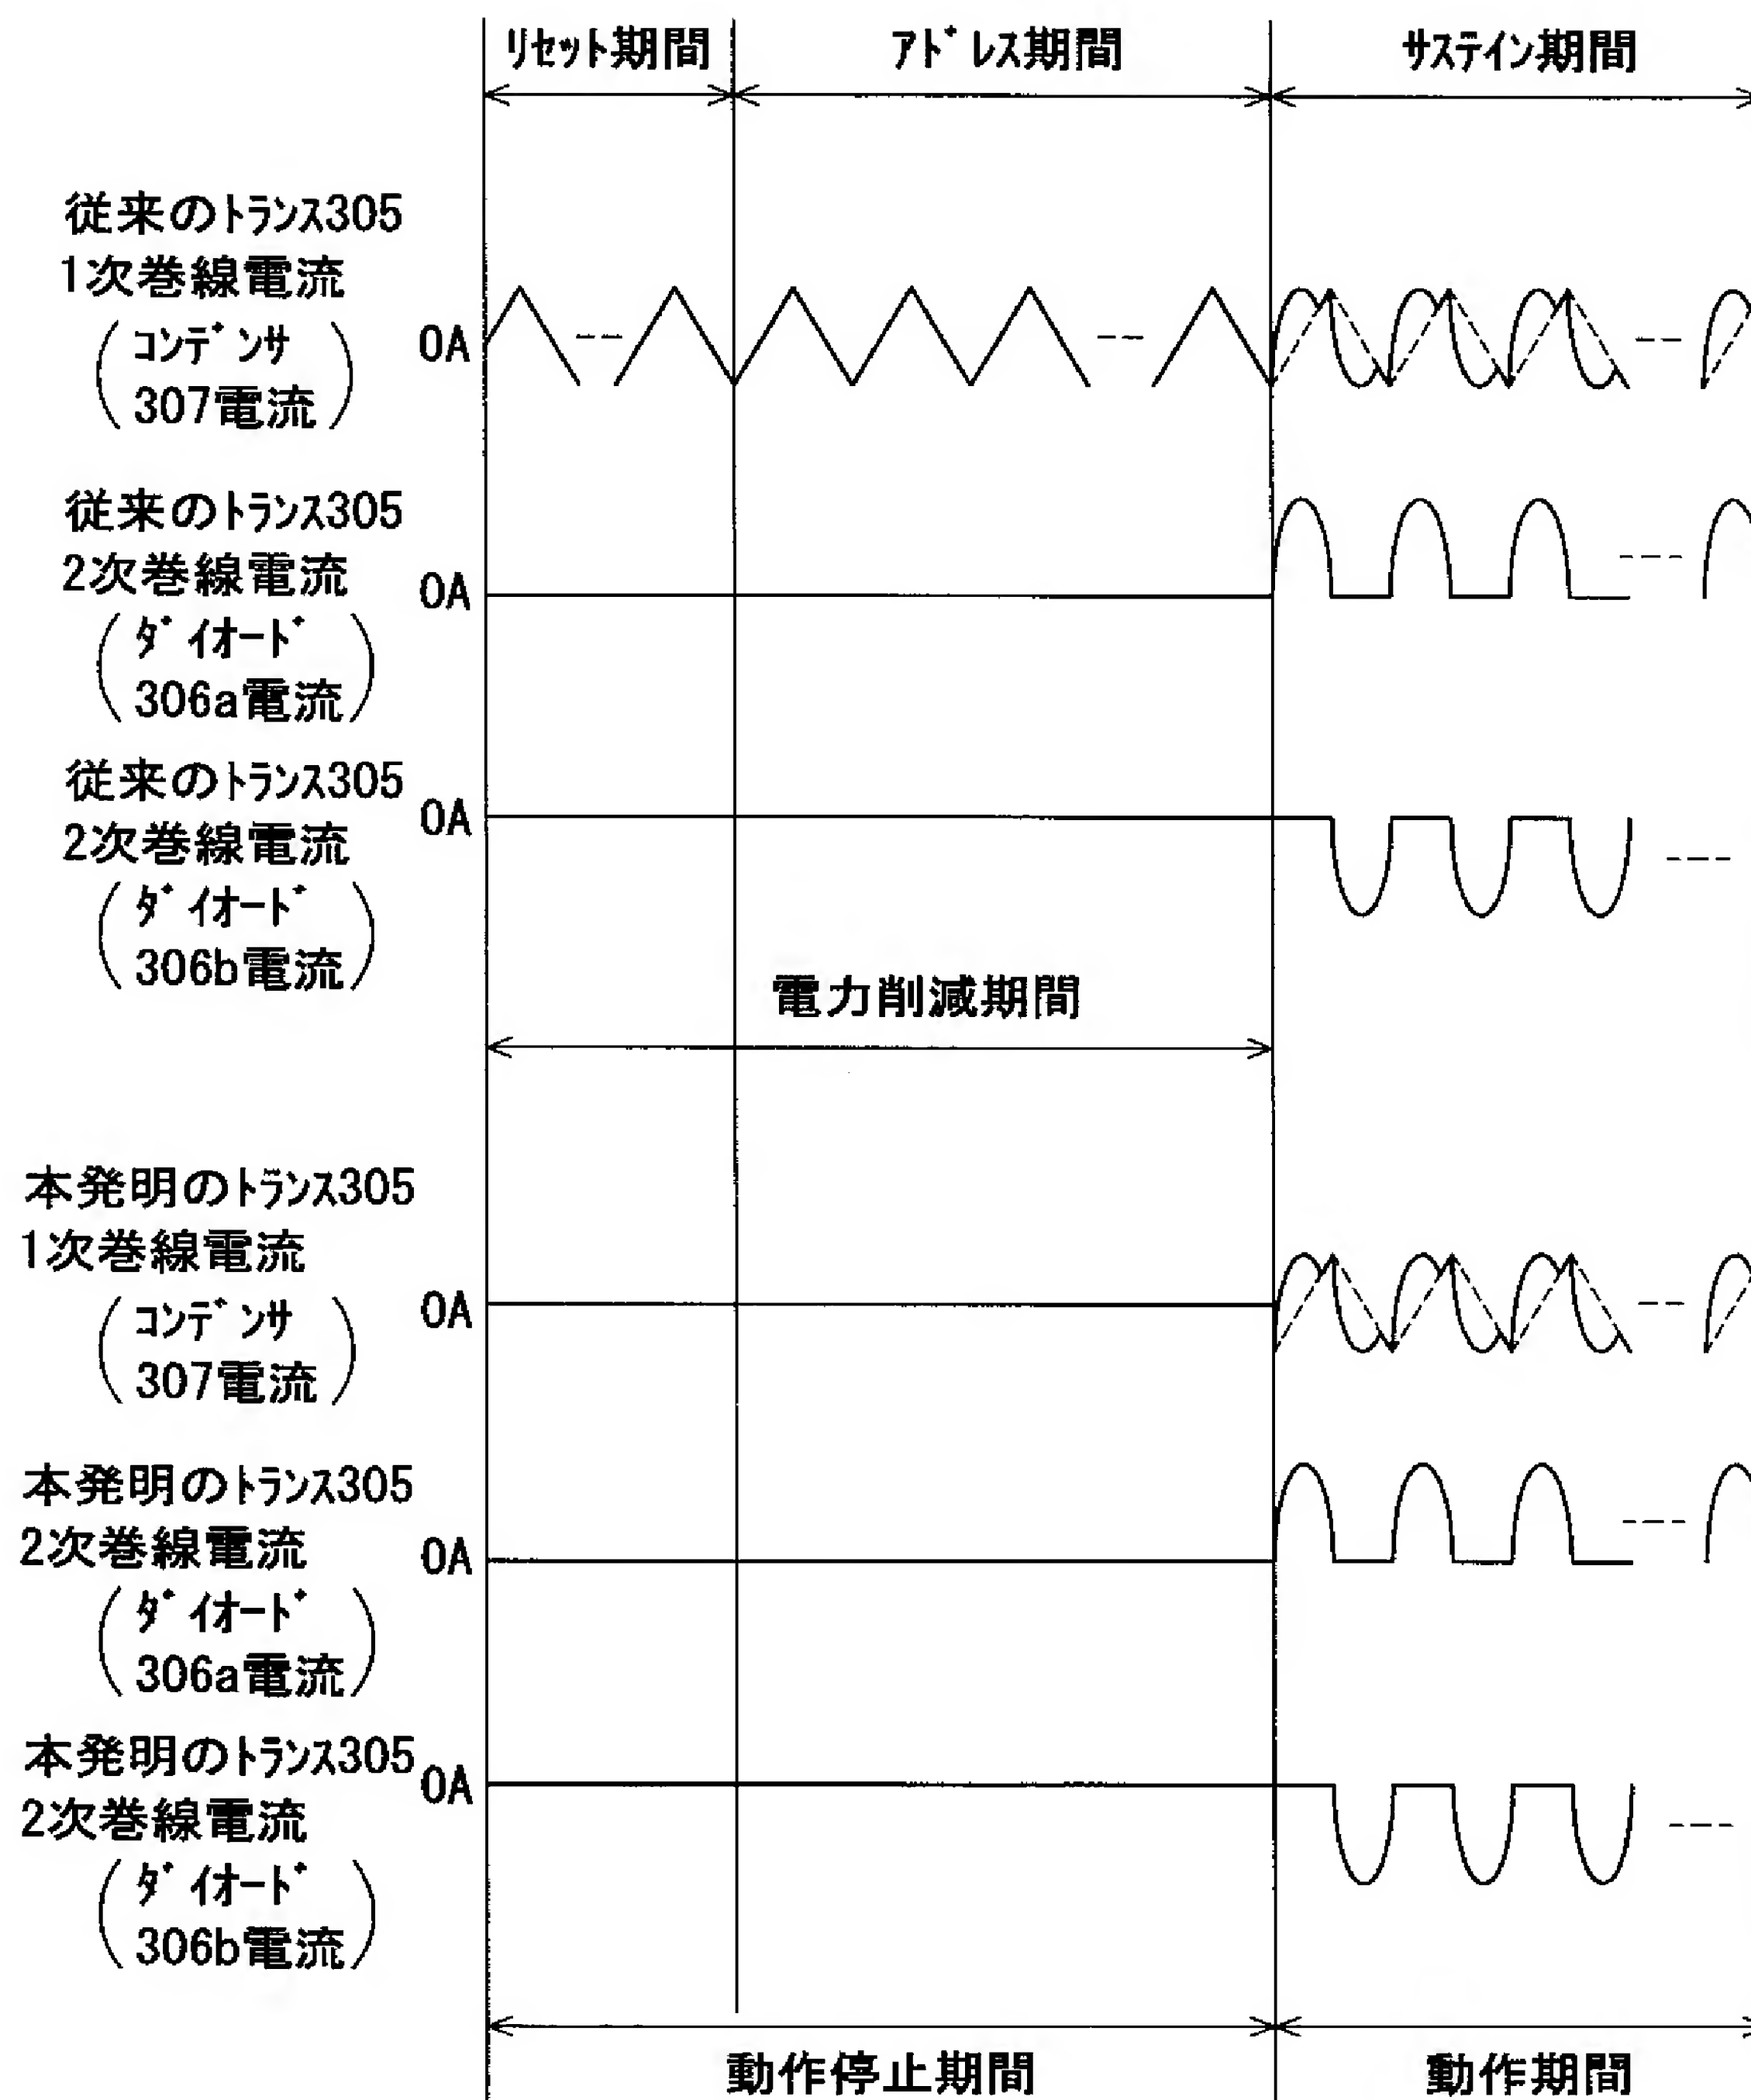 リセット期間 アドレス期間 サステイン期間
従来のトランス305
1次巻線電流
コンデンサ
307電流
0A
従来のトランス305
2次巻線電流
ダイオード
306a電流
0A
従来のトランス305
2次巻線電流
ダイオード
306b電流
0A
電力削減期間
本発明のトランス305
1次巻線電流
コンデンサ
307電流
0A
本発明のトランス305
2次巻線電流
ダイオード
306a電流
0A
本発明のトランス305
2次巻線電流
ダイオード
306b電流
0A
動作停止期間 動作期間